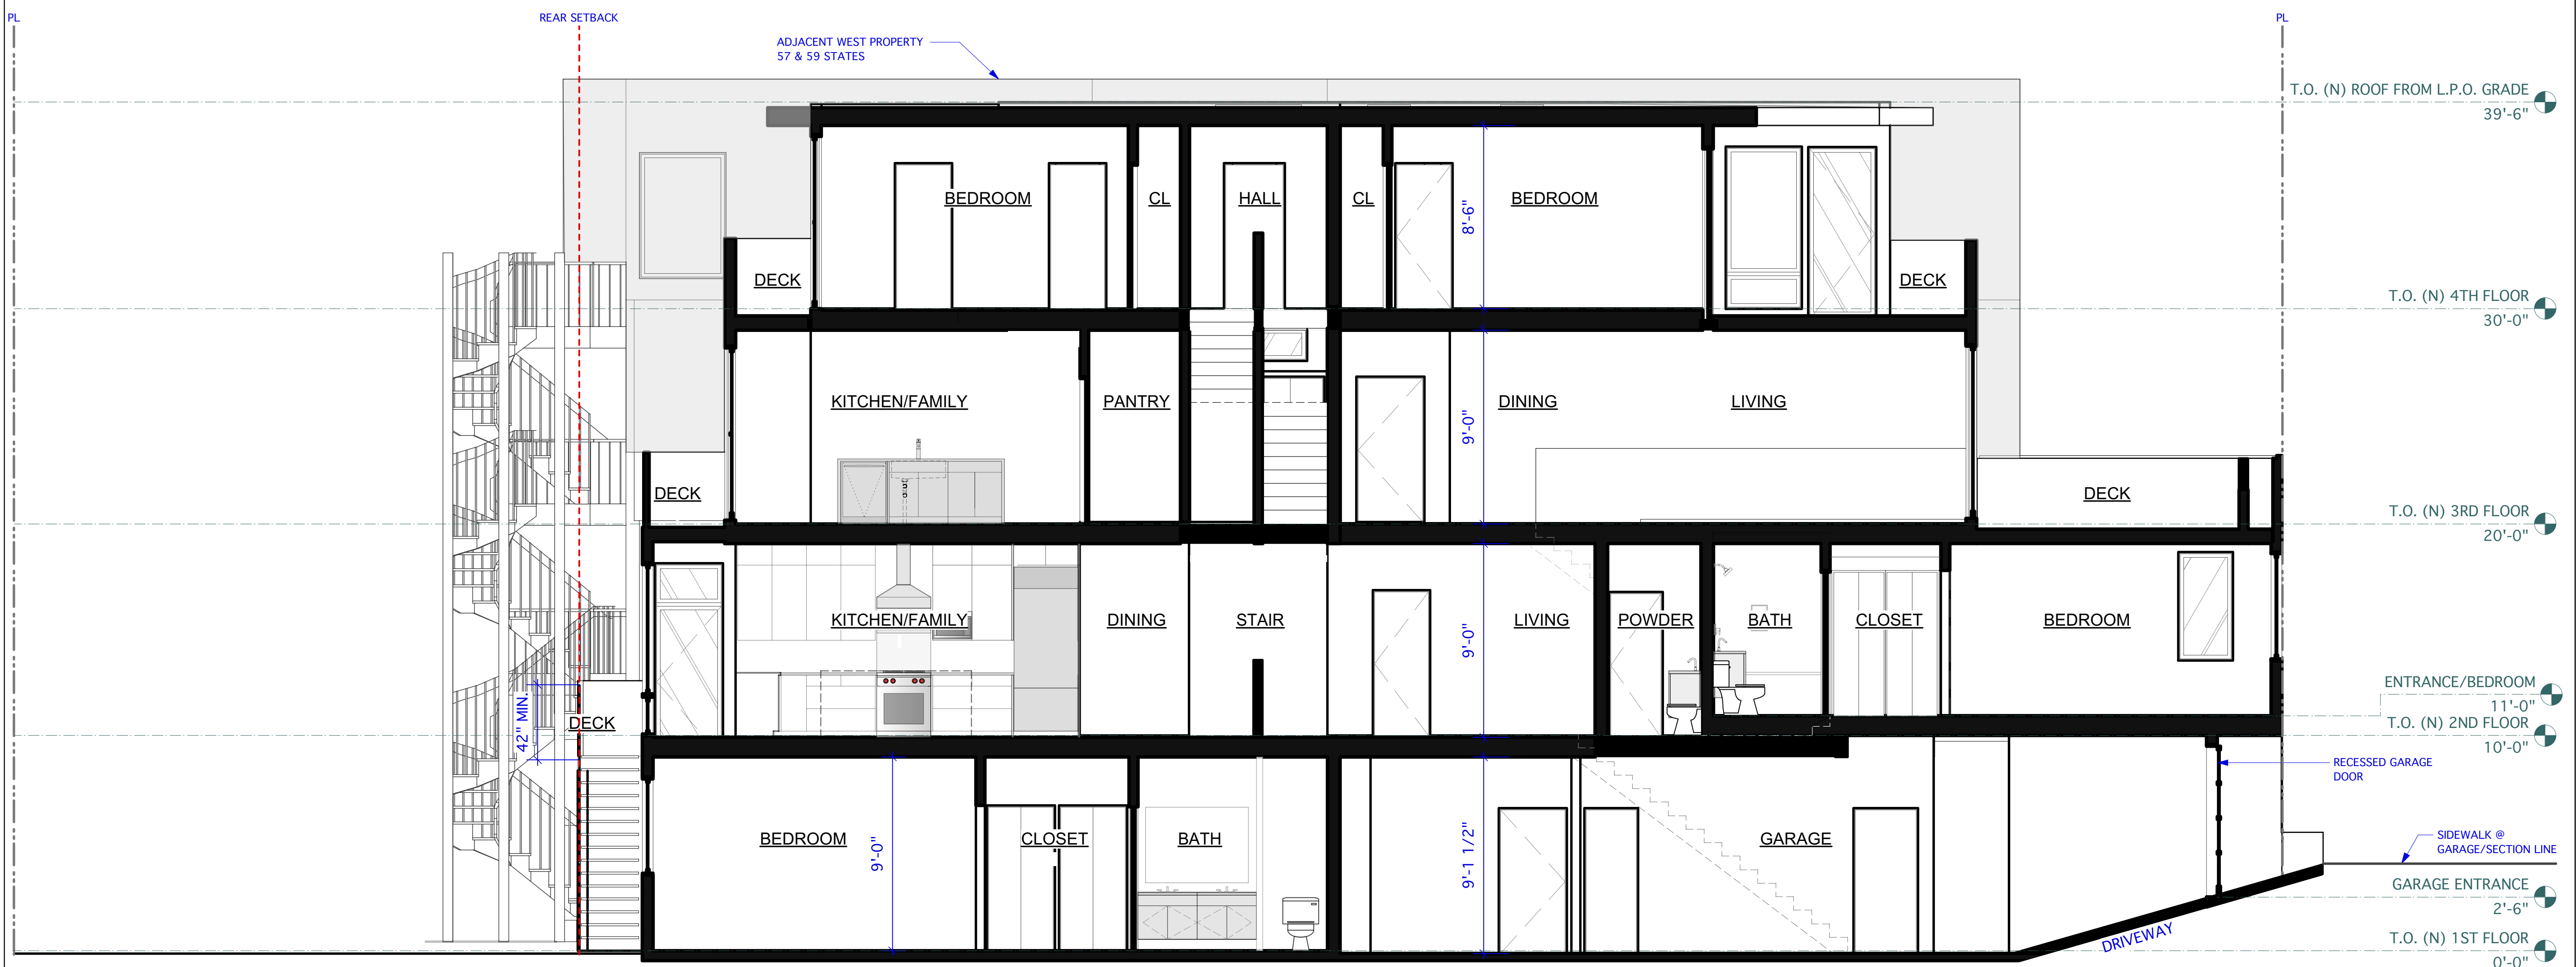 PL
REAR SETBACK
PL
ADJACENT WEST PROPERTY
57 & 59 STATES
T.O. (N) ROOF FROM L.P.O. GRADE
39'-6"
BEDROOM
CL
HALL
CL
8'-6"
BEDROOM
DECK
DECK
T.O. (N) 4TH FLOOR
30'-0"
KITCHEN/FAMILY
PANTRY
9'-0"
DINING
LIVING
DECK
DECK
T.O. (N) 3RD FLOOR
20'-0"
KITCHEN/FAMILY
DINING
STAIR
9'-0"
LIVING
POWDER
BATH
CLOSET
BEDROOM
ENTRANCE/BEDROOM
11'-0"
42" MIN.
DECK
T.O. (N) 2ND FLOOR
10'-0"
RECESSED GARAGE
DOOR
BEDROOM
9'-0"
CLOSET
BATH
9'-1 1/2"
GARAGE
SIDEWALK @
GARAGE/SECTION LINE
GARAGE ENTRANCE
2'-6"
DRIVEWAY
T.O. (N) 1ST FLOOR
0'-0"